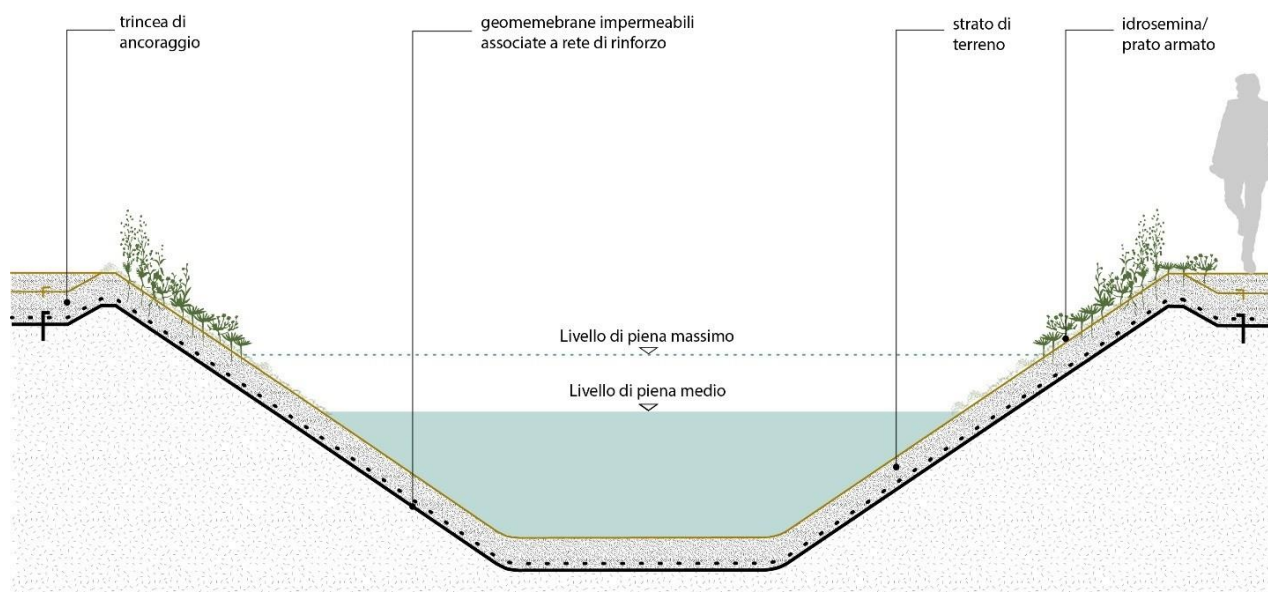 trincea di
ancoraggio
geomemebrane impermeabili
associate a rete di rinforzo
strato di
terreno
idrosemina/
prato armato
Livello di piena massimo
Livello di piena medio